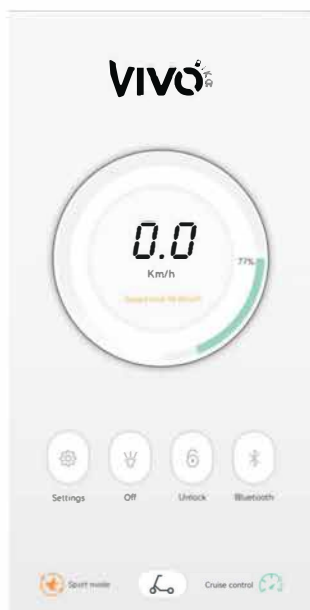 VIVO
0.0
77%
Km/h
Settings Off Unlock Bluetooth
Sport mode Cruise control